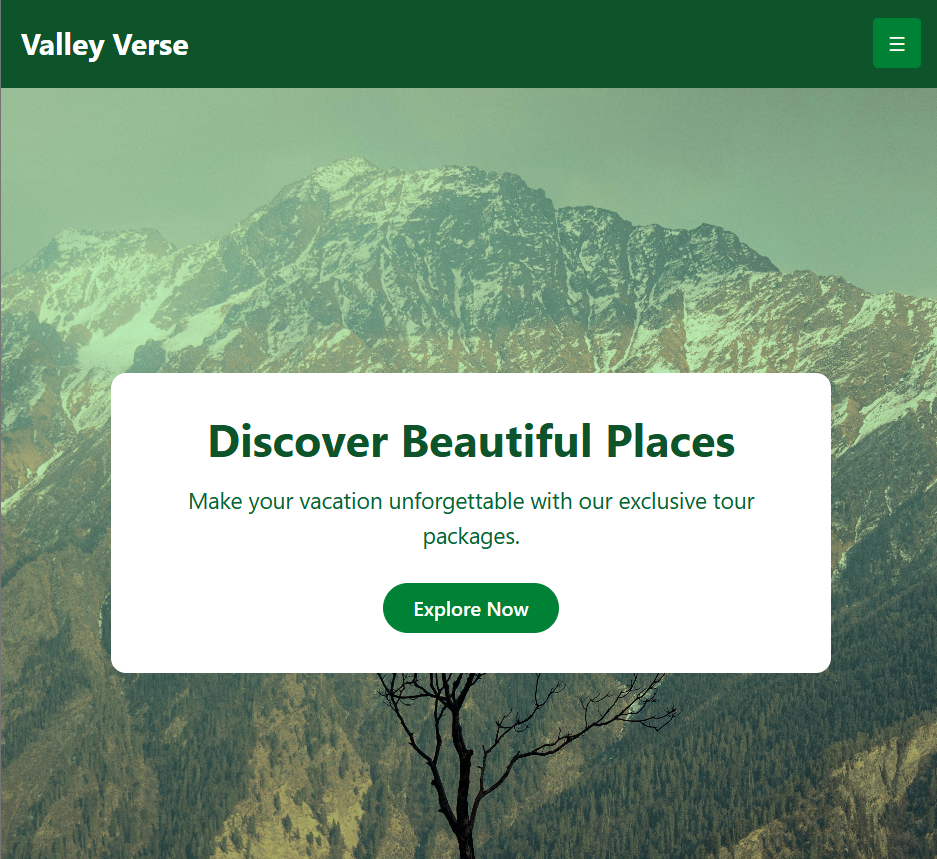 Valley Verse
Discover Beautiful Places
Make your vacation unforgettable with our exclusive tour
packages.
Explore Now